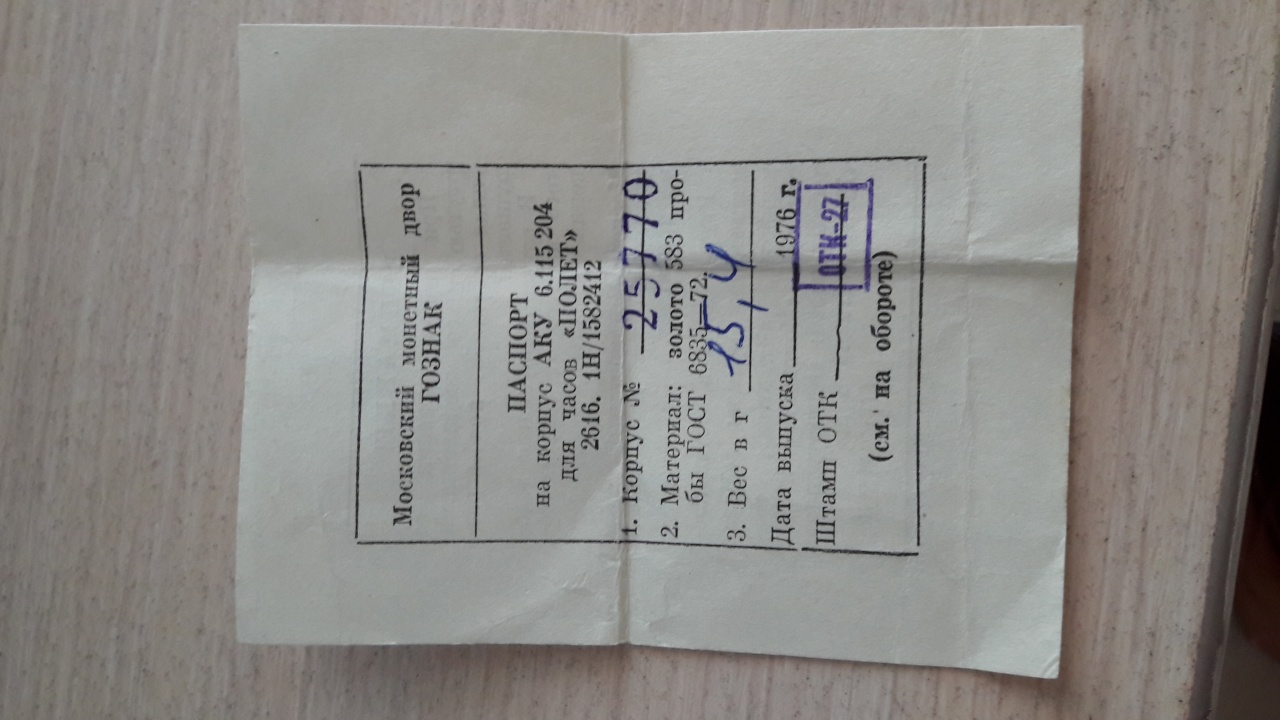 Московский монетный двор
ГОЗНАК
ПАСПОРТ
на корпус АКУ 6.115 204
для часов «ПОЛЕТ»
2616. 1Н/1582412
1. Корпус № 25770
2. Материал: золото 583 про-
бы ГОСТ 6835—72.
3. Вес в г 15,4
Дата выпуска 1976 г.
Штамп ОТК ОТК-27
(см. на обороте)